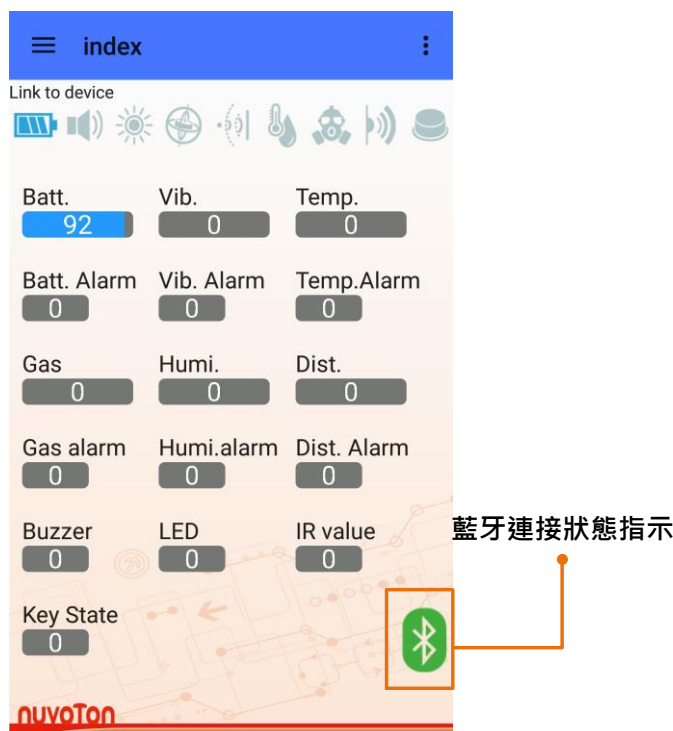 index
Link to device
Batt. Vib. Temp.
92 0 0
Batt. Alarm Vib. Alarm Temp.Alarm
0 0 0
Gas Humi. Dist.
0 0 0
Gas alarm Humi.alarm Dist. Alarm
0 0 0
Buzzer LED IR value
0 0 0
藍牙連接狀態指示
Key State
0
nuvoTon